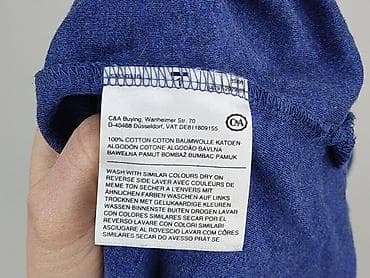 C&A Buying, Wanheimer Str. 70
D-40468 Düsseldorf, VAT DE811809155
C&A
100% COTTON COTON BAUMWOLLE KATOEN
ALGODÓN COTONE ALGODÃO BAVLNA
BAWEŁNA PAMUT BOMBAŽ BUMBAC PAMUK
WASH WITH SIMILAR COLOURS DRY ON
REVERSE SIDE LAVER AVEC COULEURS DE
MEME TON SECHER A L'ENVERS MIT
ÄHNLICHEN FARBEN WASCHEN AUF LINKS
TROCKNEN MET GELIJKAARDIGE KLEUREN
WASSEN BINNENSTE BUITEN DROGEN LAVAR
CON COLORES SIMILARES SECAR POR EL
REVÉS LAVARE CON COLORI SIMILARI
ASCIUGARE AL ROVESCIO LAVAR COM CORES
SIMILARES SECAR DO AVESSO PRÁT SE